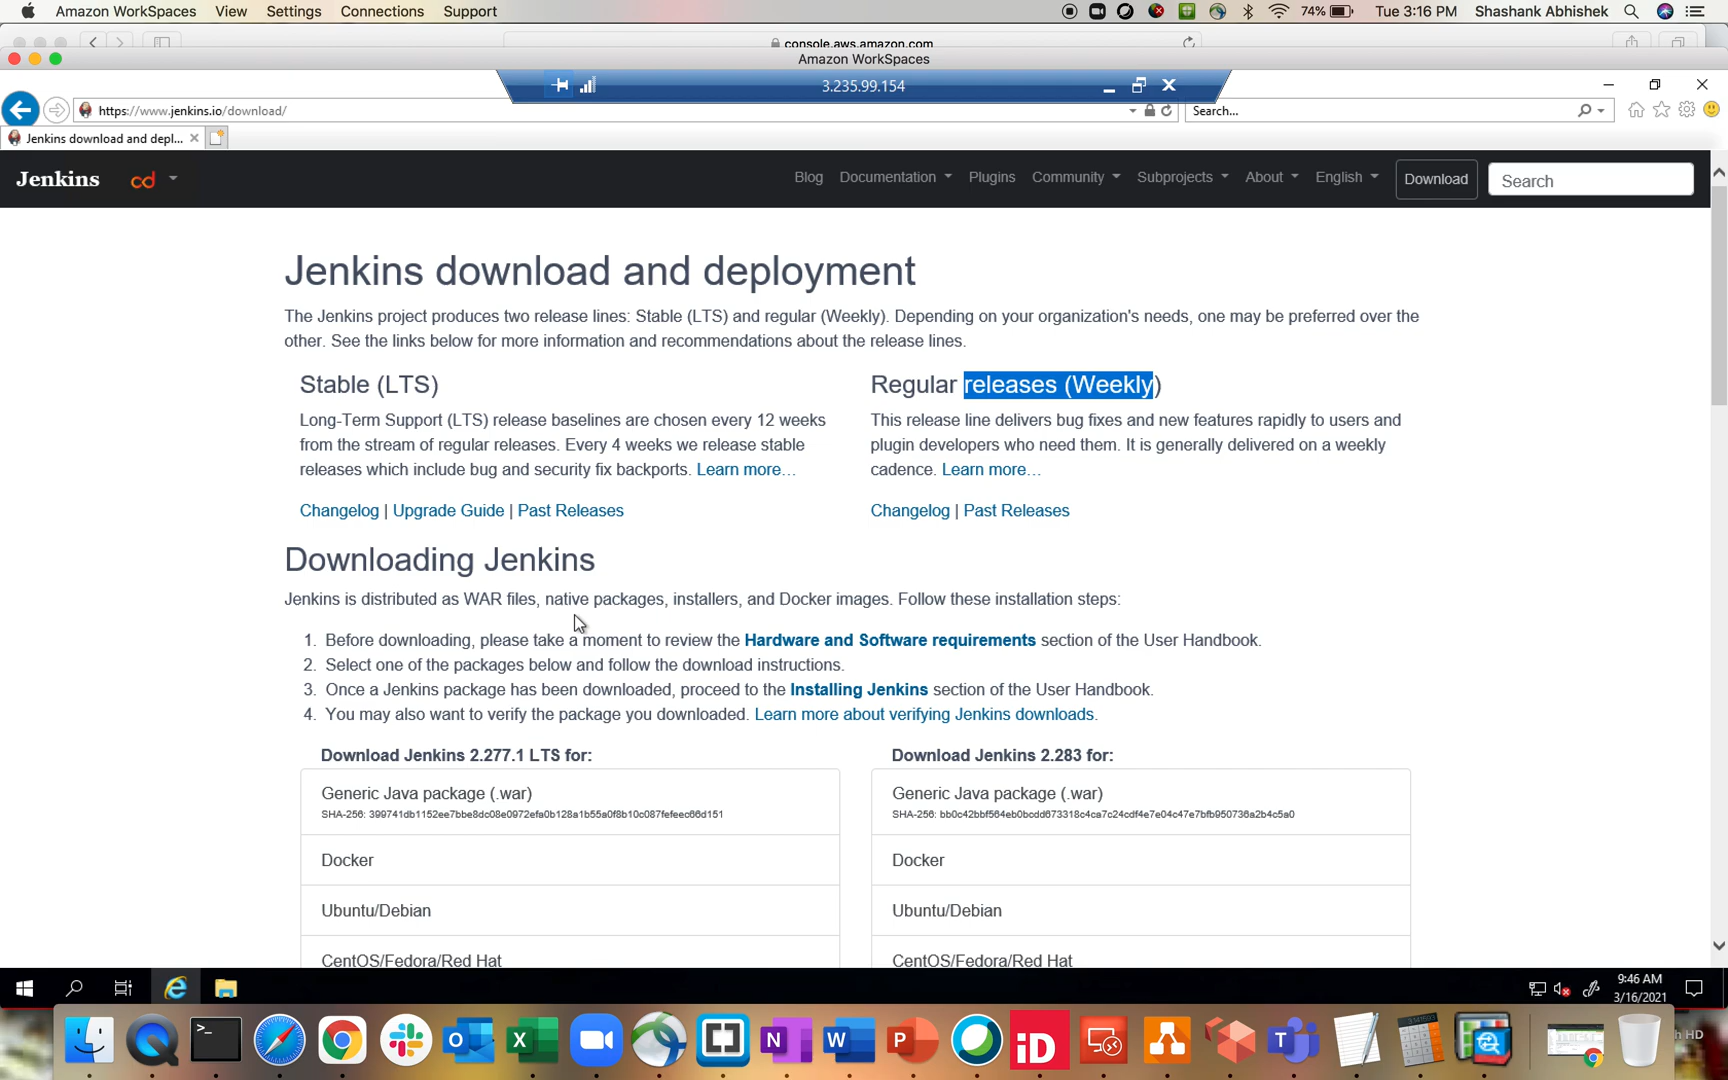 Amazon WorkSpaces View Settings Connections Support
74% Tue 3:16 PM Shashank Abhishek
console.aws.amazon.com
Amazon WorkSpaces
3.235.99.154
https://www.jenkins.io/download/
Search...
Jenkins download and depl...
Jenkins cd Blog Documentation Plugins Community Subprojects About English Download Search
Jenkins download and deployment
The Jenkins project produces two release lines: Stable (LTS) and regular (Weekly). Depending on your organization's needs, one may be preferred over the
other. See the links below for more information and recommendations about the release lines.
Stable (LTS)
Long-Term Support (LTS) release baselines are chosen every 12 weeks
from the stream of regular releases. Every 4 weeks we release stable
releases which include bug and security fix backports. Learn more…
Changelog | Upgrade Guide | Past Releases
Regular releases (Weekly)
This release line delivers bug fixes and new features rapidly to users and
plugin developers who need them. It is generally delivered on a weekly
cadence. Learn more…
Changelog | Past Releases
Downloading Jenkins
Jenkins is distributed as WAR files, native packages, installers, and Docker images. Follow these installation steps:
1. Before downloading, please take a moment to review the Hardware and Software requirements section of the User Handbook.
2. Select one of the packages below and follow the download instructions.
3. Once a Jenkins package has been downloaded, proceed to the Installing Jenkins section of the User Handbook.
4. You may also want to verify the package you downloaded. Learn more about verifying Jenkins downloads.
Download Jenkins 2.277.1 LTS for:
Generic Java package (.war)
SHA-256: 399741db1152ee7bbe8dc08e0972efa0b128a1b55a0f8b10c087fefeec66d151
Docker
Ubuntu/Debian
CentOS/Fedora/Red Hat
Download Jenkins 2.283 for:
Generic Java package (.war)
SHA-256: bb0c42bbf564eb0bcdd673318c4ca7c24cdf4e7e04c47e7bfb950736a2b4c5a0
Docker
Ubuntu/Debian
CentOS/Fedora/Red Hat
9:46 AM
3/16/2021
HD